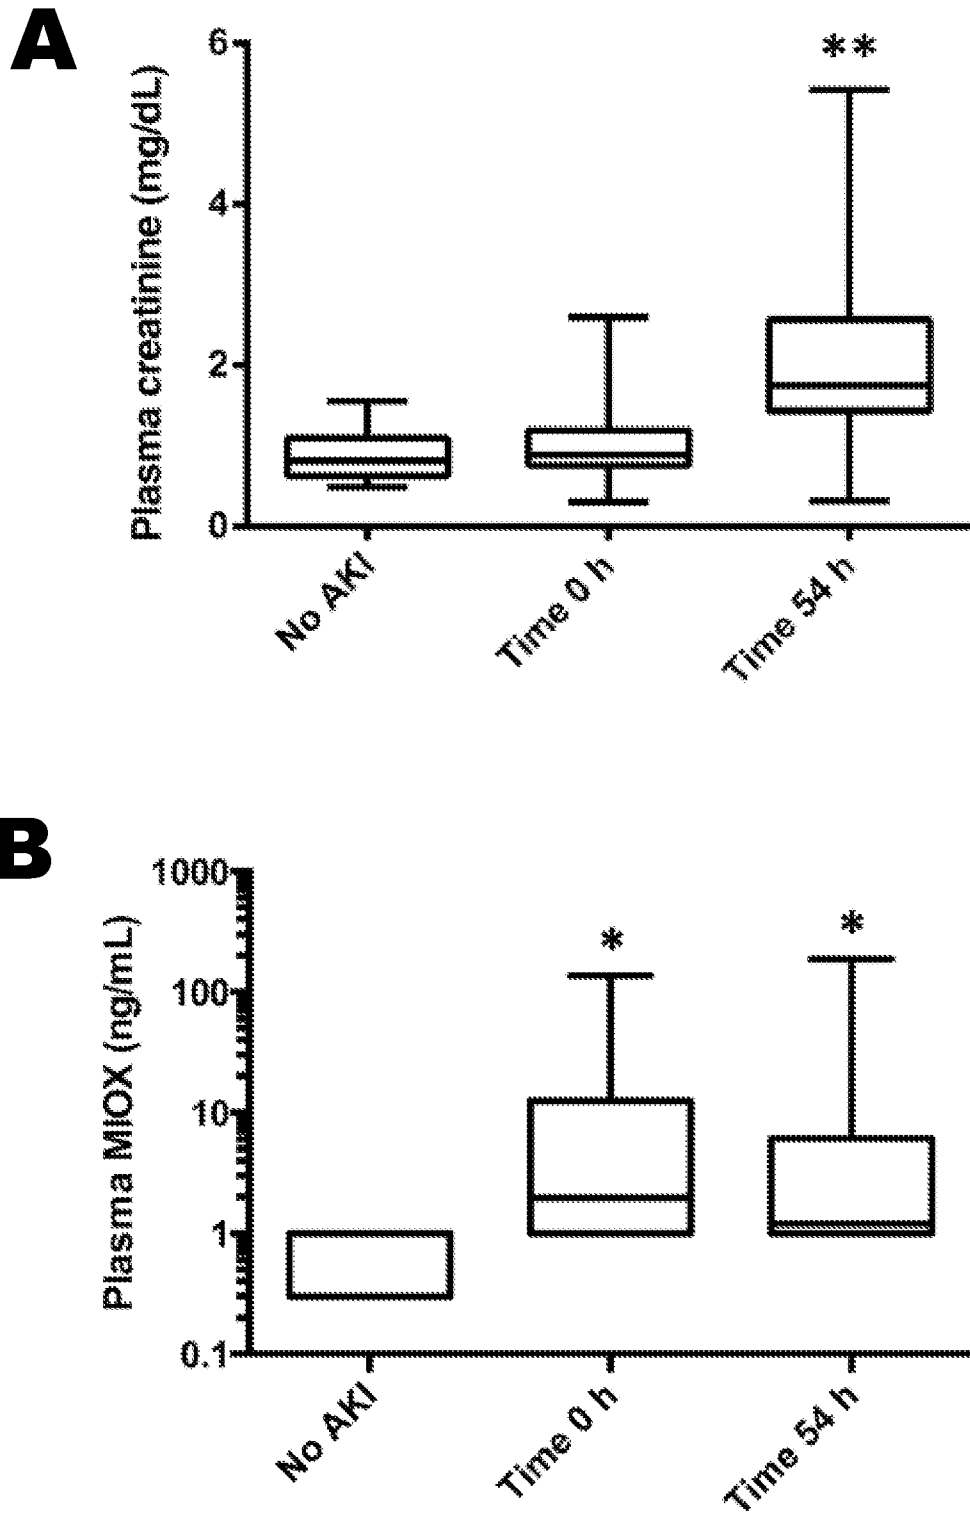 A
Plasma creatinine (mg/dL)
6
4
2
0
**
No AKI
Time 0 h
Time 54 h
B
Plasma MIOX (ng/mL)
1000
100
10
1
0.1
*
*
No AKI
Time 0 h
Time 54 h